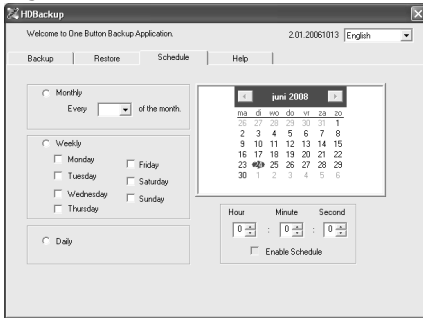 HDBackup
Welcome to One Button Backup Application.
2.01.20061013 English
Backup Restore Schedule Help
Monthly
Every of the month.
Weekly
Monday
Tuesday
Wednesday
Thursday
Friday
Saturday
Sunday
Daily
juni 2008
ma di wo do vr za zo
26 27 28 29 30 31 1
2 3 4 5 6 7 8
9 10 11 12 13 14 15
16 17 18 19 20 21 22
23 24 25 26 27 28 29
30 1 2 3 4 5 6
Hour Minute Second
0 : 0 : 0
Enable Schedule